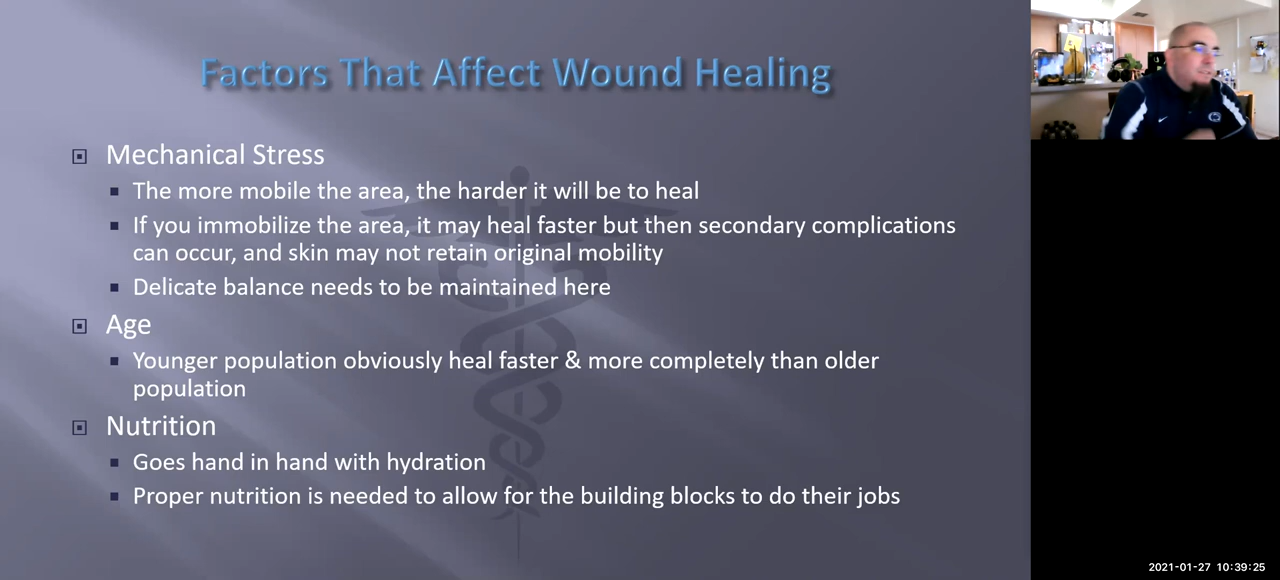 Factors That Affect Wound Healing
Mechanical Stress
The more mobile the area, the harder it will be to heal
If you immobilize the area, it may heal faster but then secondary complications
can occur, and skin may not retain original mobility
Delicate balance needs to be maintained here
Age
Younger population obviously heal faster & more completely than older
population
Nutrition
Goes hand in hand with hydration
Proper nutrition is needed to allow for the building blocks to do their jobs
2021-01-27 10:39:25